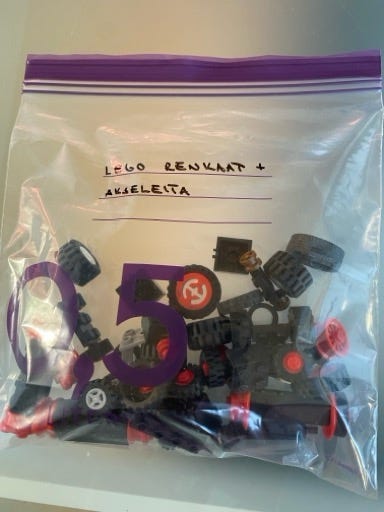 LEGO RENKAAT +
AKSELEITA
0,5